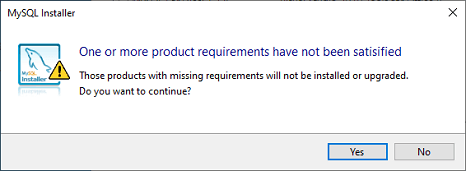 MySQL Installer
One or more product requirements have not been satisified
MySQL
Installer
Those products with missing requirements will not be installed or upgraded.
Do you want to continue?
Yes
No